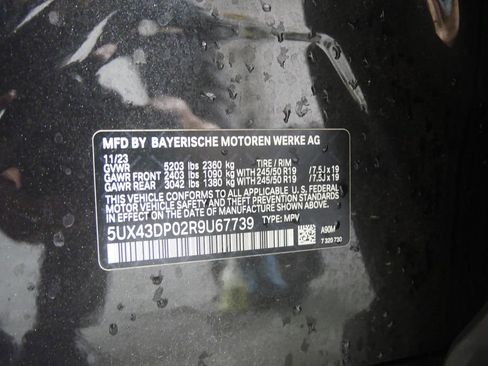 MFD BY BAYERISCHE MOTOREN WERKE AG
11/23
GVWR 5203 lbs 2360 kg TIRE / RIM
GAWR FRONT 2403 lbs 1090 kg WITH 245/50 R19 /7.5J x 19
GAWR REAR 3042 lbs 1380 kg WITH 245/50 R19 /7.5J x 19
THIS VEHICLE CONFORMS TO ALL APPLICABLE U.S. FEDERAL
MOTOR VEHICLE SAFETY AND THEFT PREVENTION STANDARDS
IN EFFECT ON THE DATE OF MANUFACTURE SHOWN ABOVE.
5UX43DP02R9U67739 TYPE: MPV
A90M
7 320 730